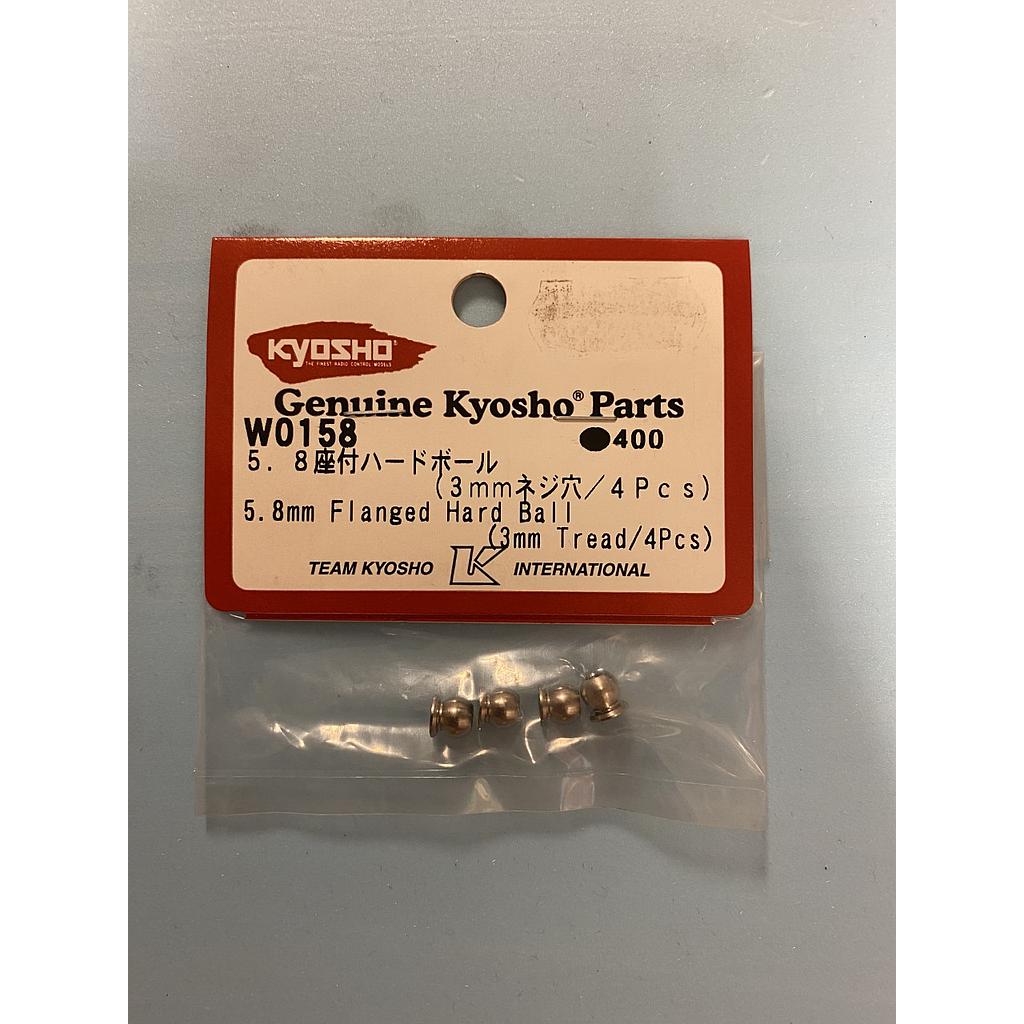 KYOSHO
THE FINEST RADIO CONTROL MODELS
Genuine Kyosho® Parts
W0158
●400
5.8座付ハードボール
(3mmネジ穴/4Pcs)
5.8mm Flanged Hard Ball
(3mm Tread/4Pcs)
TEAM KYOSHO K INTERNATIONAL